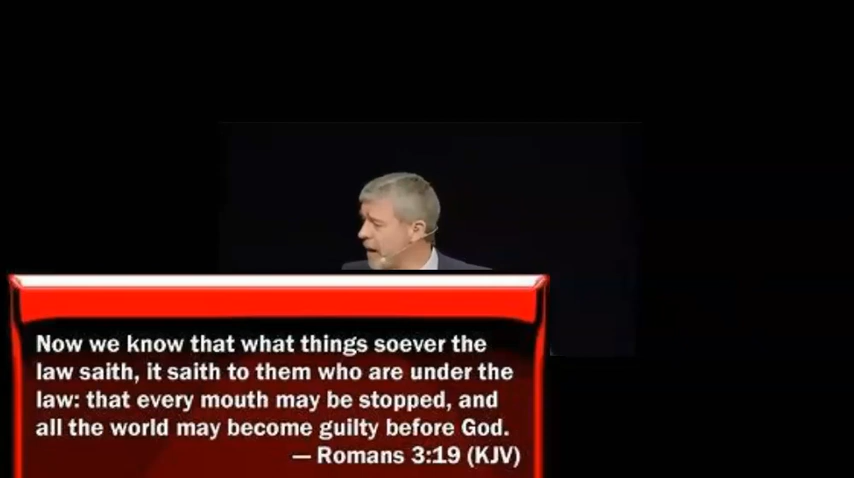 Now we know that what things soever the
law saith, it saith to them who are under the
law: that every mouth may be stopped, and
all the world may become guilty before God.
— Romans 3:19 (KJV)